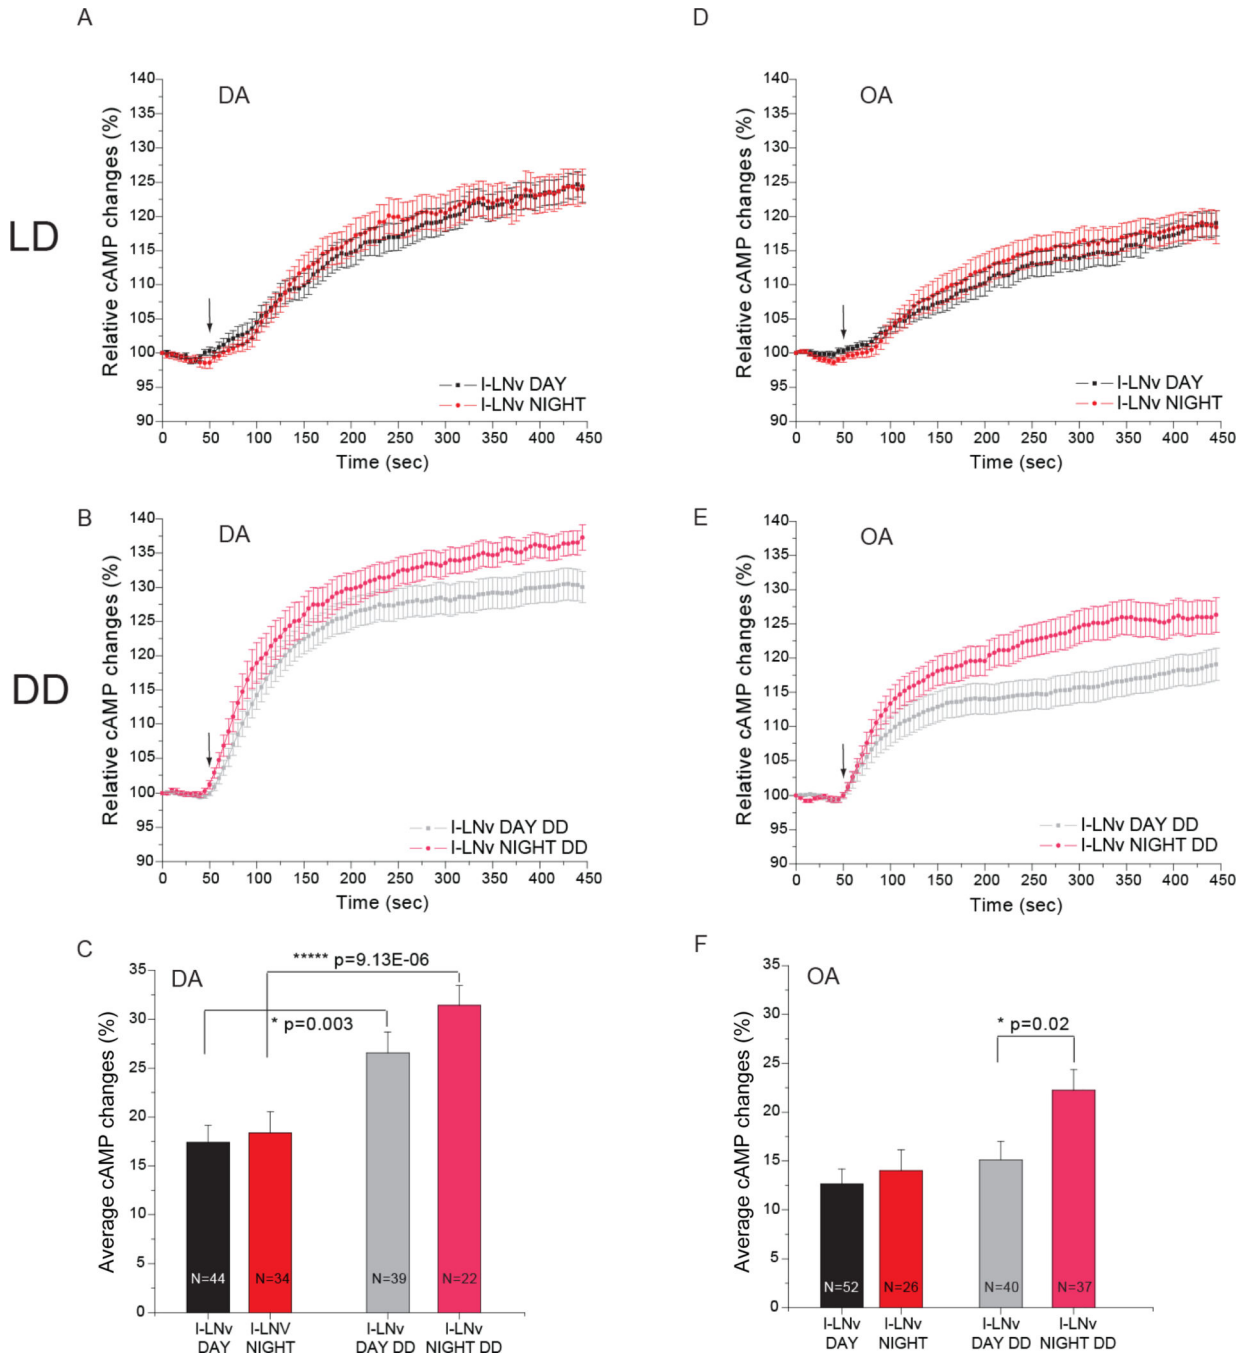 A
DA
LD
Relative cAMP changes (%)
140
135
130
125
120
115
110
105
100
95
90
I-LNv DAY
I-LNv NIGHT
0 50 100 150 200 250 300 350 400 450
Time (sec)
D
OA
Relative cAMP changes (%)
140
135
130
125
120
115
110
105
100
95
90
I-LNv DAY
I-LNv NIGHT
0 50 100 150 200 250 300 350 400 450
Time (sec)
B
DA
DD
Relative cAMP changes (%)
140
135
130
125
120
115
110
105
100
95
90
I-LNv DAY DD
I-LNv NIGHT DD
0 50 100 150 200 250 300 350 400 450
Time (sec)
E
OA
Relative cAMP changes (%)
140
135
130
125
120
115
110
105
100
95
90
I-LNv DAY DD
I-LNv NIGHT DD
0 50 100 150 200 250 300 350 400 450
Time (sec)
C
DA
***** p=9.13E-06
* p=0.003
Average cAMP changes (%)
35
30
25
20
15
10
5
0
N=44 N=34 N=39 N=22
I-LNv I-LNV I-LNv I-LNv
DAY NIGHT DAY DD NIGHT DD
F
OA
* p=0.02
Average cAMP changes (%)
35
30
25
20
15
10
5
0
N=52 N=26 N=40 N=37
I-LNv I-LNv I-LNv I-LNv
DAY NIGHT DAY DD NIGHT DD